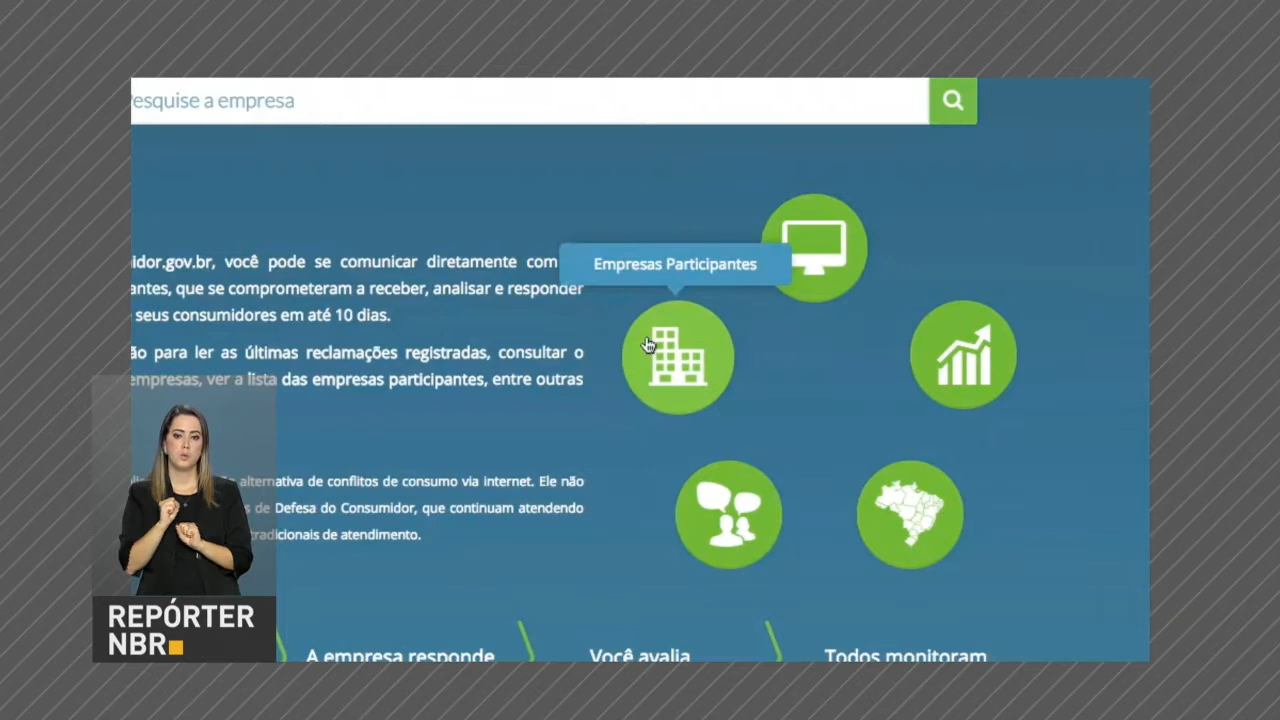 esquise a empresa
idor.gov.br, você pode se comunicar diretamente com
Empresas Participantes
antes, que se comprometeram a receber, analisar e responder
seus consumidores em até 10 dias.
ão para ler as últimas reclamações registradas, consultar o
empresas, ver a lista das empresas participantes, entre outras
alternativa de conflitos de consumo via internet. Ele não
s de Defesa do Consumidor, que continuam atendendo
tradicionais de atendimento.
REPÓRTER
NBR
A empresa responde
Você avalia
Todos monitoram